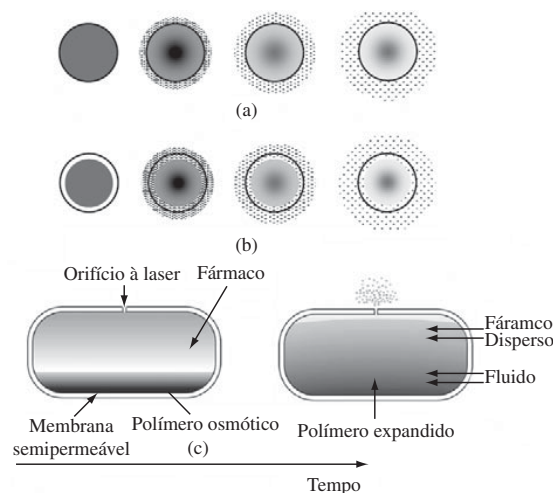 (a)
(b)
Orifício à laser
Fármaco
Fáramco
Disperso
Fluido
Membrana
semipermeável
Polímero osmótico
Polímero expandido
(c)
Tempo